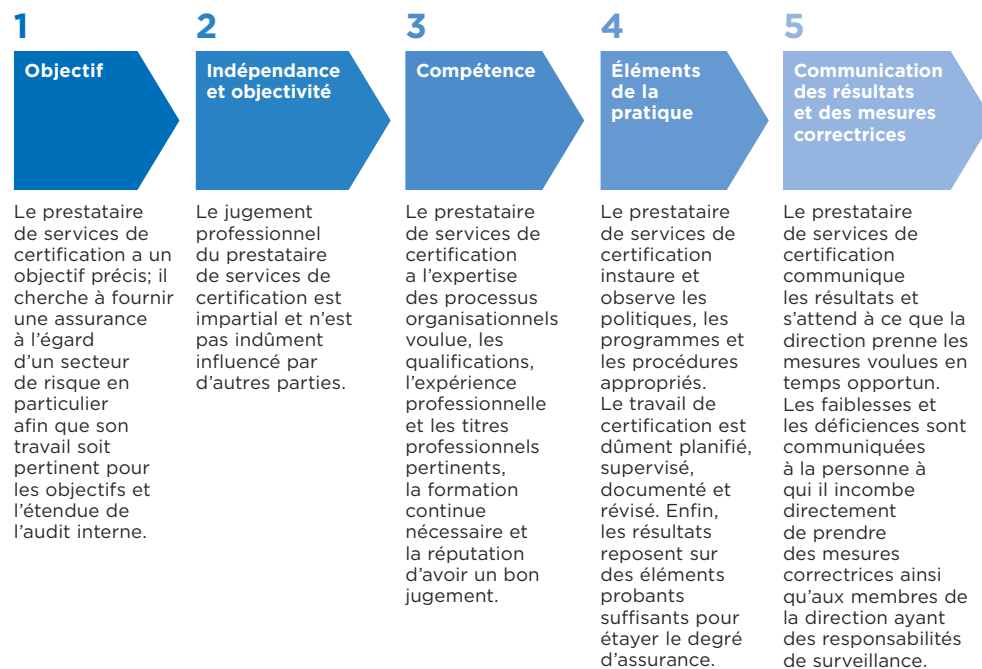 1
Objectif
Le prestataire
de services de
certification a un
objectif précis; il
cherche à fournir
une assurance
à l’égard
d’un secteur
de risque en
particulier
afin que son
travail soit
pertinent pour
les objectifs et
l’étendue de
l’audit interne.
2
Indépendance
et objectivité
Le jugement
professionnel
du prestataire
de services de
certification est
impartial et n’est
pas indûment
influencé par
d’autres parties.
3
Compétence
Le prestataire
de services de
certification
a l’expertise
des processus
organisationnels
voulue, les
qualifications,
l’expérience
professionnelle
et les titres
professionnels
pertinents,
la formation
continue
nécessaire et
la réputation
d’avoir un bon
jugement.
4
Éléments
de la
pratique
Le prestataire
de services de
certification
instaure et
observe les
politiques, les
programmes et
les procédures
appropriés.
Le travail de
certification est
dûment planifié,
supervisé,
documenté et
révisé. Enfin,
les résultats
reposent sur
des éléments
probants
suffisants pour
étayer le degré
d’assurance.
5
Communication
des résultats
et des mesures
correctrices
Le prestataire
de services de
certification
communique
les résultats et
s’attend à ce que la
direction prenne les
mesures voulues en
temps opportun.
Les faiblesses et
les déficiences sont
communiquées
à la personne à
qui il incombe
directement
de prendre
des mesures
correctrices ainsi
qu’aux membres de
la direction ayant
des responsabilités
de surveillance.